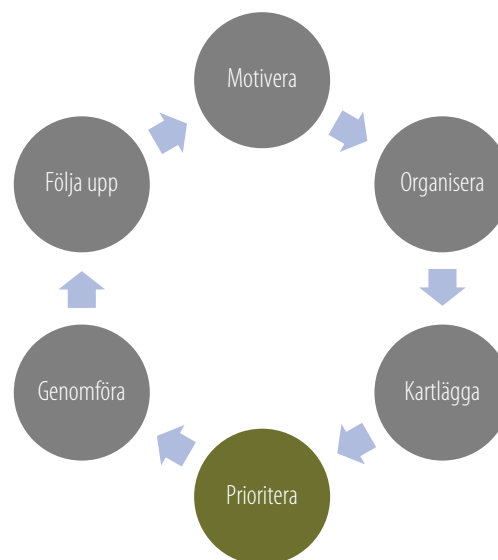 Motivera
Organisera
Kartlägga
Prioritera
Genomföra
Följa upp